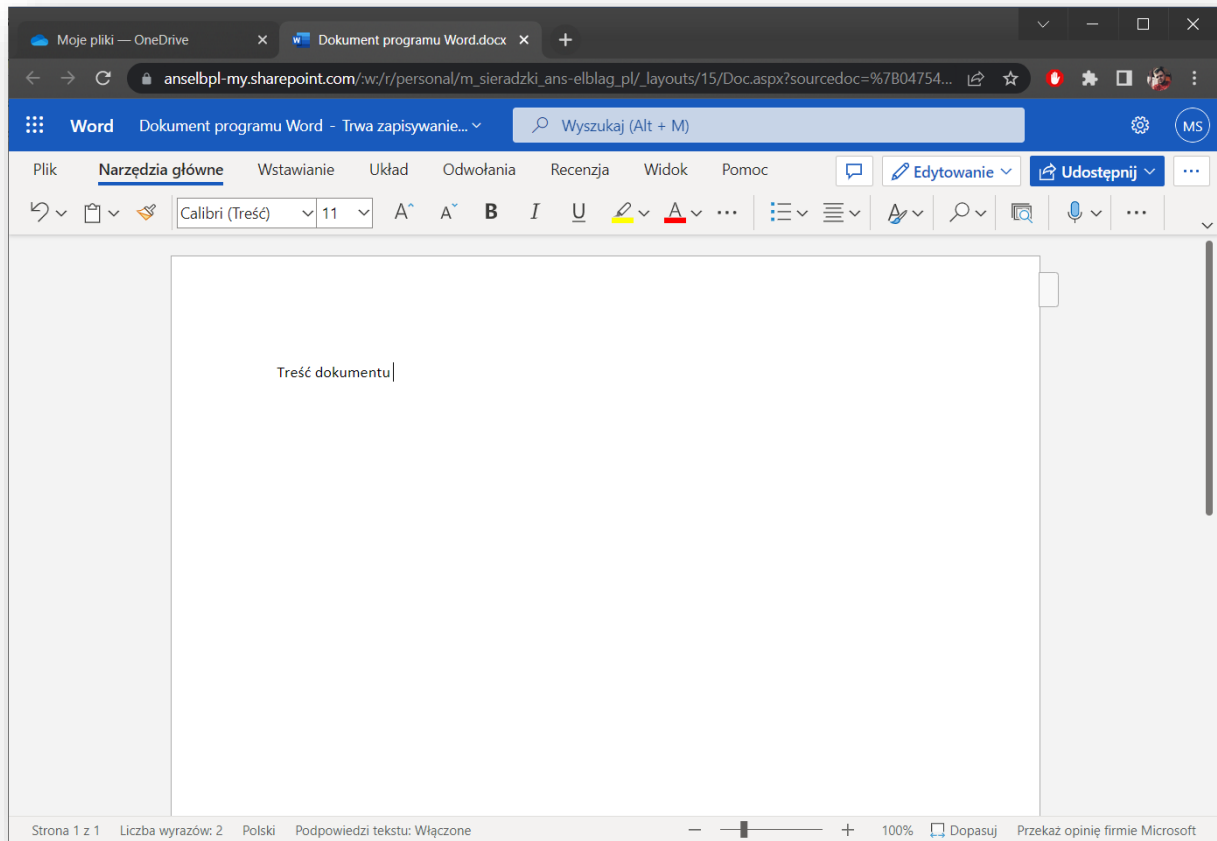 Moje pliki — OneDrive
Dokument programu Word.docx
anselbpl-my.sharepoint.com/:w:/r/personal/m_sieradzki_ans-elblag_pl/_layouts/15/Doc.aspx?sourcedoc=%7B04754...
Word Dokument programu Word - Trwa zapisywanie... Wyszukaj (Alt + M) MS
Plik Narzędzia główne Wstawianie Układ Odwołania Recenzja Widok Pomoc Edytowanie Udostępnij ...
Calibri (Treść) 11 A A B I U A ... A ...
Treść dokumentu
Strona 1 z 1 Liczba wyrazów: 2 Polski Podpowiedzi tekstu: Włączone 100% Dopasuj Przekaż opinię firmie Microsoft